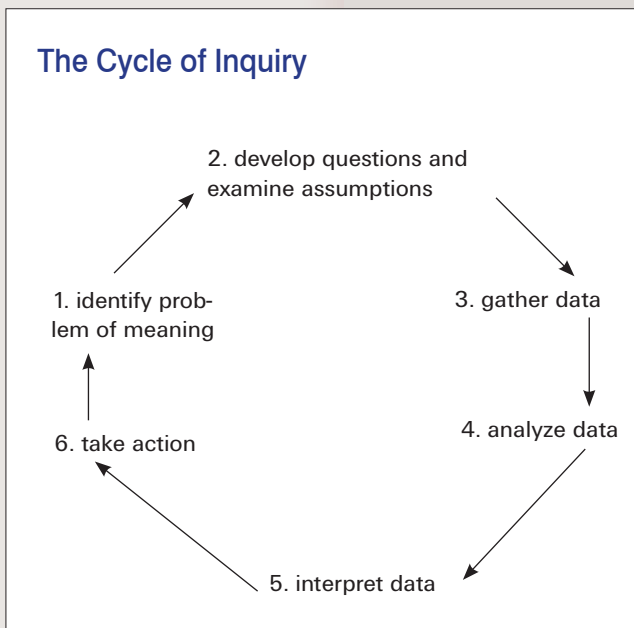 The Cycle of Inquiry
2. develop questions and
examine assumptions
1. identify prob-
lem of meaning
3. gather data
6. take action
4. analyze data
5. interpret data